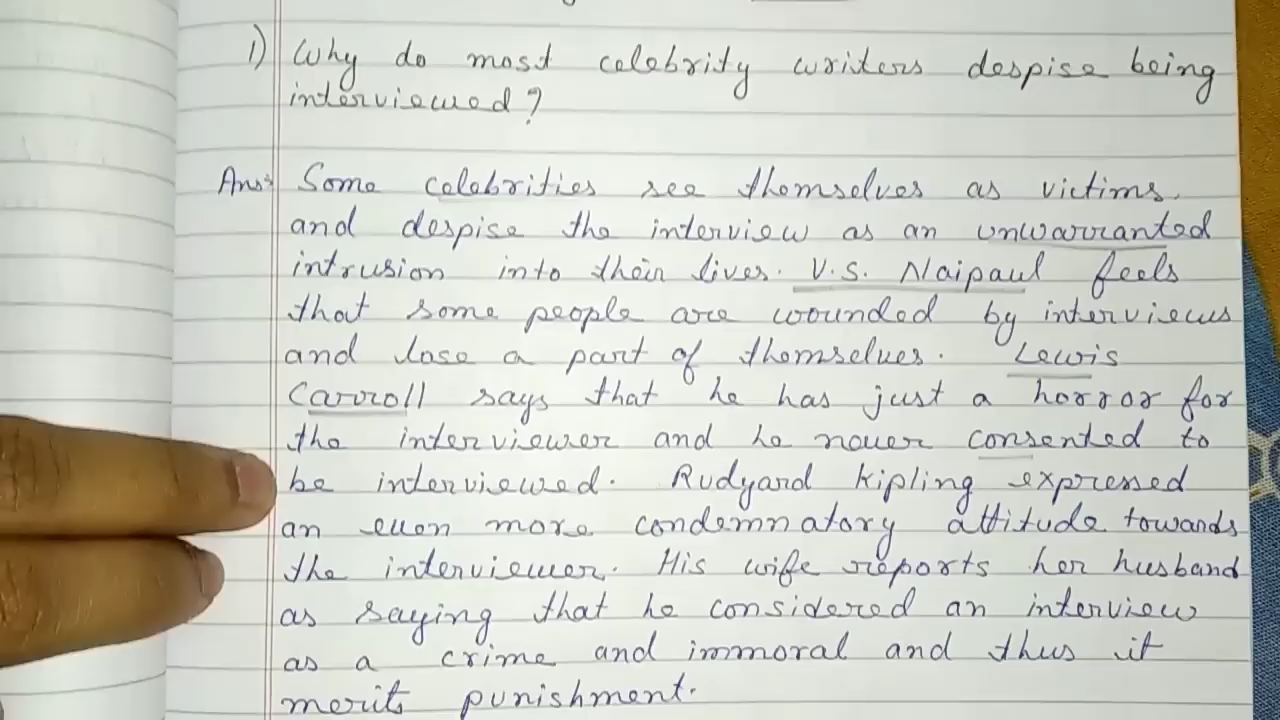 1) Why do most celebrity writers despise being
interviewed?
Ans: Some celebrities see themselves as victims
and despise the interview as an unwarranted
intrusion into their lives. V.S. Naipaul feels
that some people are wounded by interviews
and lose a part of themselves. Lewis
Carroll says that he has just a horror for
the interviewer and he never consented to
be interviewed. Rudyard Kipling expressed
an even more condemnatory attitude towards
the interviewer. His wife reports her husband
as saying that he considered an interview
as a crime and immoral and thus it
merits punishment.